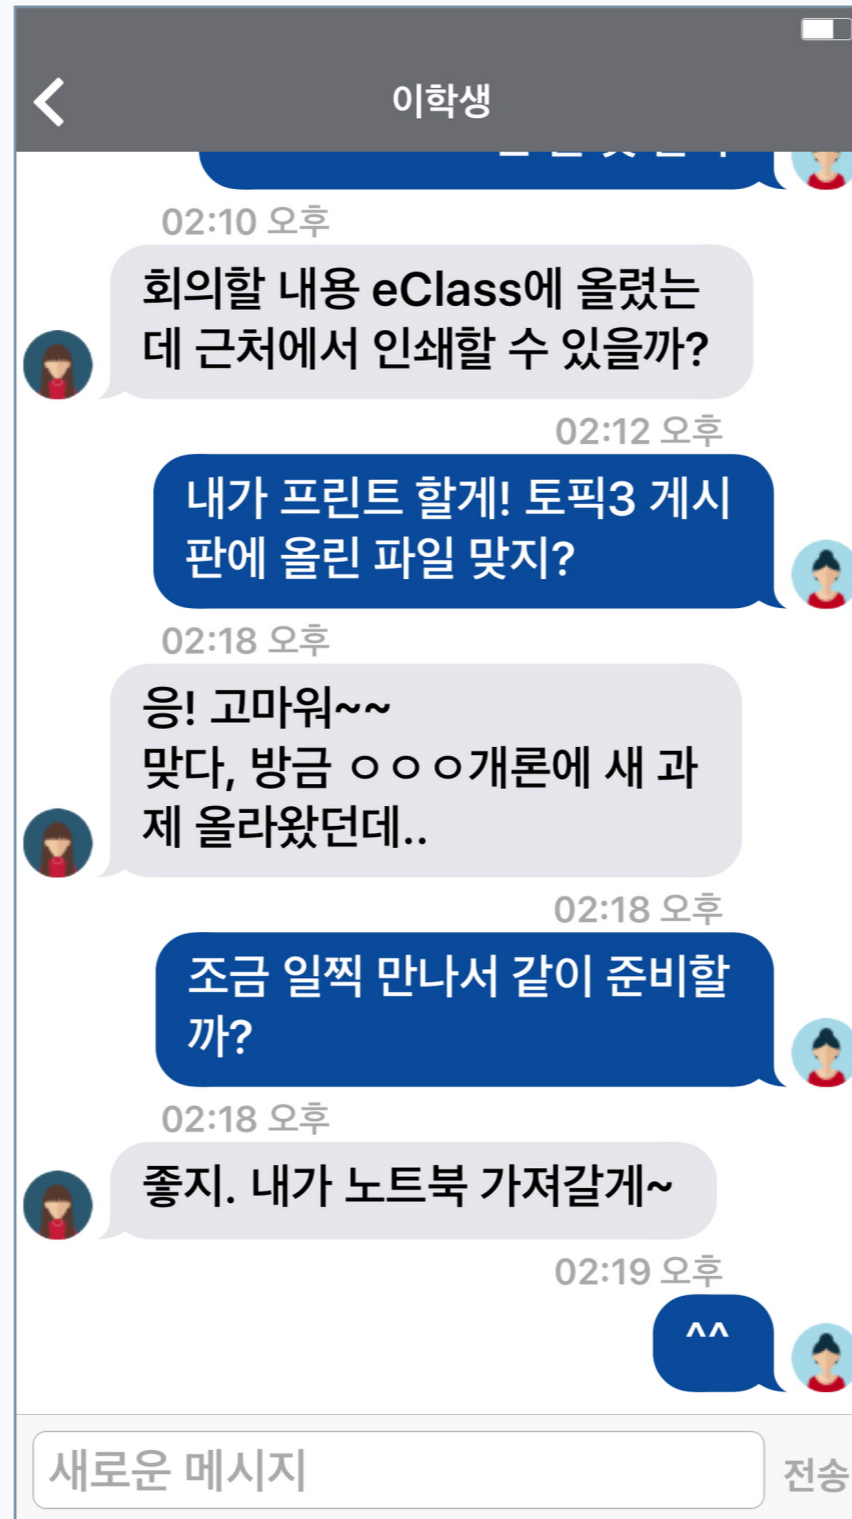 이학생
02:10 오후
회의할 내용 eClass에 올렸는
데 근처에서 인쇄할 수 있을까?
02:12 오후
내가 프린트 할게! 토픽3 게시
판에 올린 파일 맞지?
02:18 오후
응! 고마워~~
맞다, 방금 ㅇㅇㅇ개론에 새 과
제 올라왔던데..
02:18 오후
조금 일찍 만나서 같이 준비할
까?
02:18 오후
좋지. 내가 노트북 가져갈게~
02:19 오후
^^
새로운 메시지
전송